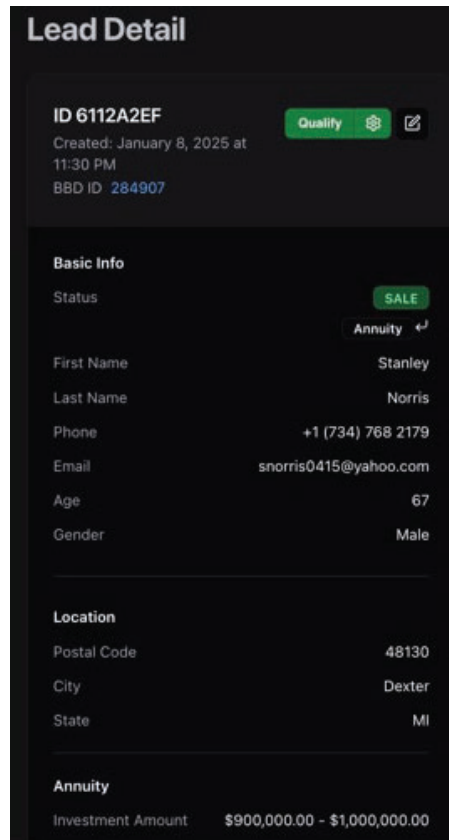 Lead Detail
ID 6112A2EF
Qualify
Created: January 8, 2025 at
11:30 PM
BBD ID 284907
Basic Info
Status SALE
Annuity
First Name Stanley
Last Name Norris
Phone +1 (734) 768 2179
Email snorris0415@yahoo.com
Age 67
Gender Male
Location
Postal Code 48130
City Dexter
State MI
Annuity
Investment Amount $900,000.00 - $1,000,000.00